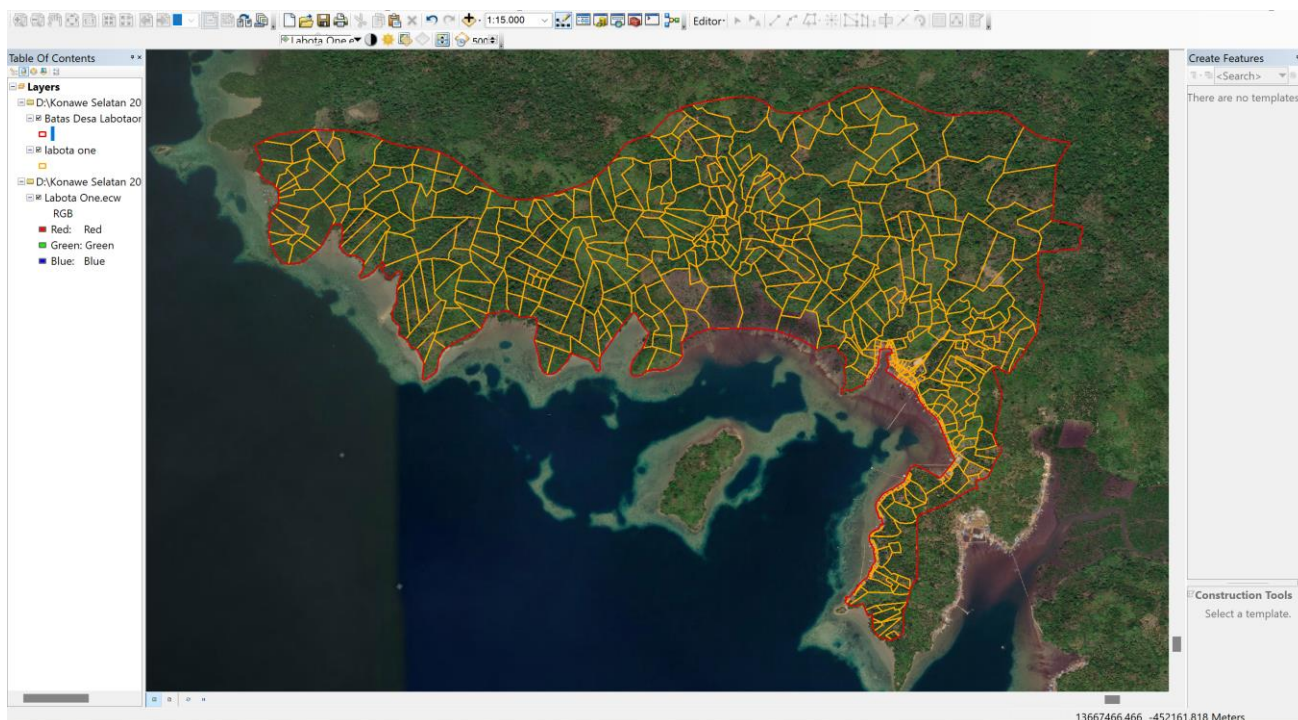 1:15.000
Editor
Labota One.e
500
Table Of Contents
Layers
D:\Konawe Selatan 20
Batas Desa Labotaor
labota one
D:\Konawe Selatan 20
Labota One.ecw
RGB
Red: Red
Green: Green
Blue: Blue
Create Features
<Search>
There are no templates
Construction Tools
Select a template.
13667466,466 -452161,818 Meters